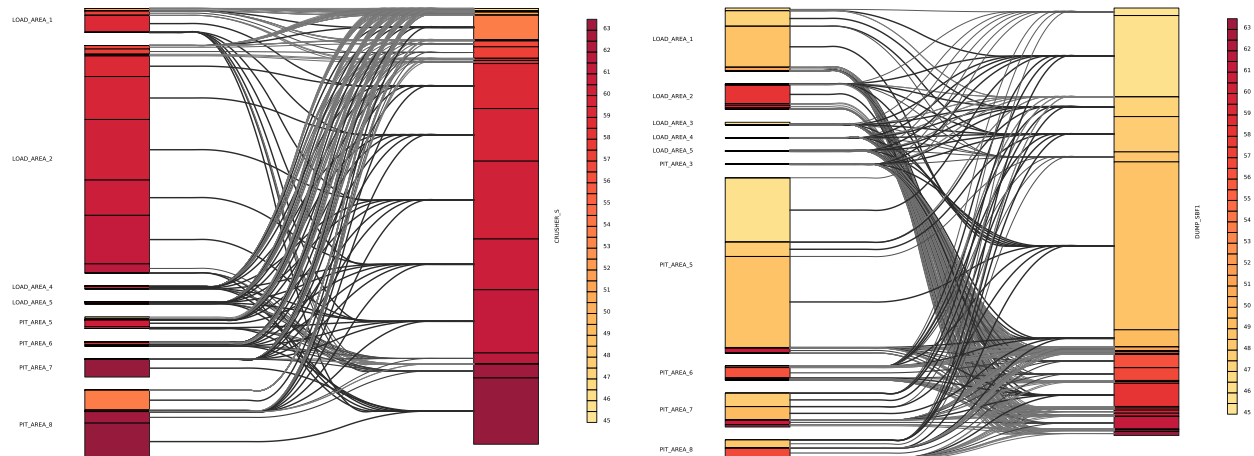 LOAD_AREA_1
LOAD_AREA_2
LOAD_AREA_4
LOAD_AREA_5
PIT_AREA_5
PIT_AREA_6
PIT_AREA_7
PIT_AREA_8
CRUSHER_S
63
62
61
60
59
58
57
56
55
54
53
52
51
50
49
48
47
46
45
LOAD_AREA_1
LOAD_AREA_2
LOAD_AREA_3
LOAD_AREA_4
LOAD_AREA_5
PIT_AREA_3
PIT_AREA_5
PIT_AREA_6
PIT_AREA_7
PIT_AREA_8
DUMP_SBF1
63
62
61
60
59
58
57
56
55
54
53
52
51
50
49
48
47
46
45